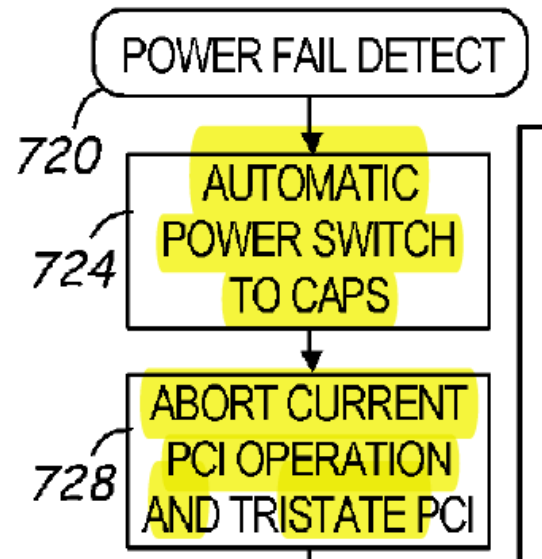 POWER FAIL DETECT
720
AUTOMATIC
POWER SWITCH
TO CAPS
724
ABORT CURRENT
PCI OPERATION
AND TRISTATE PCI
728